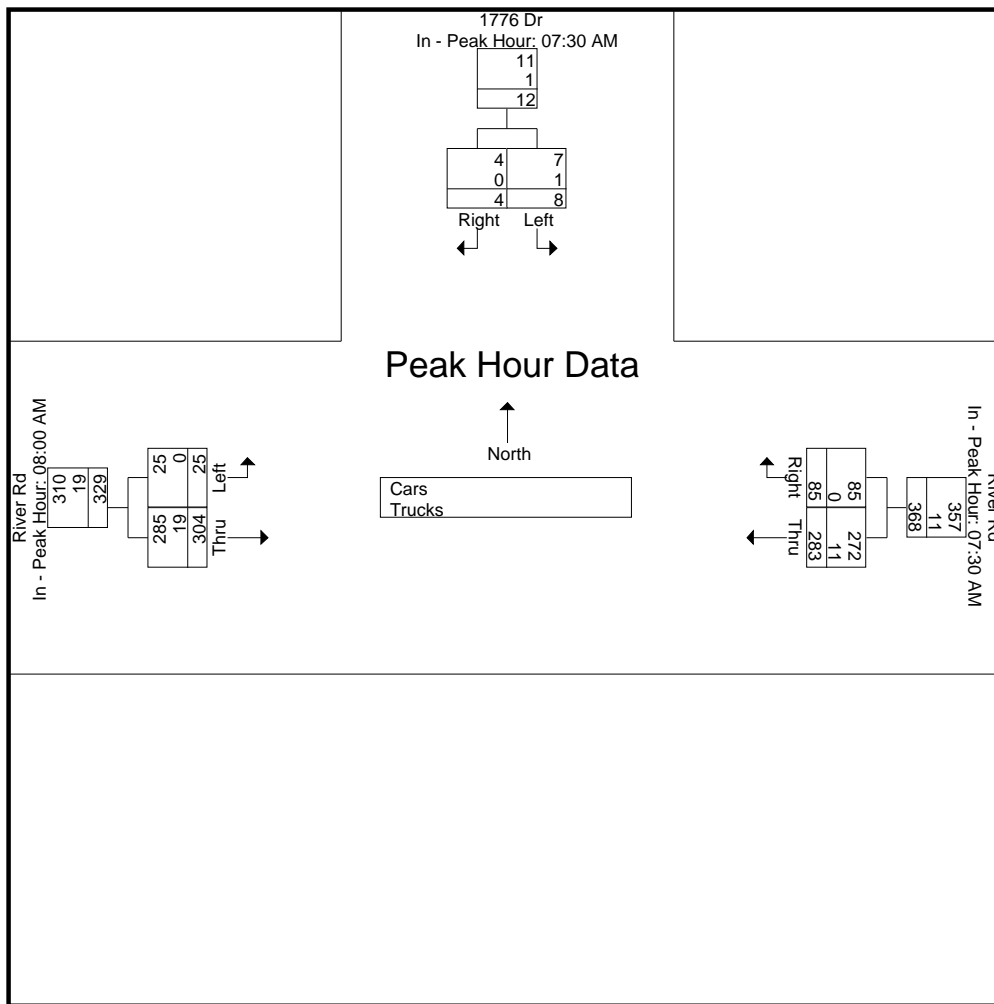 1776 Dr
In - Peak Hour: 07:30 AM
11
1
12
4 7
0 1
4 8
Right Left
Peak Hour Data
North
Cars
Trucks
River Rd
In - Peak Hour: 08:00 AM
310
19
329
25 0 25
Left
285 19 304
Thru
Right
85 0 85
Thru
283 11 272
368
11
357
In - Peak Hour: 07:30 AM
River Rd